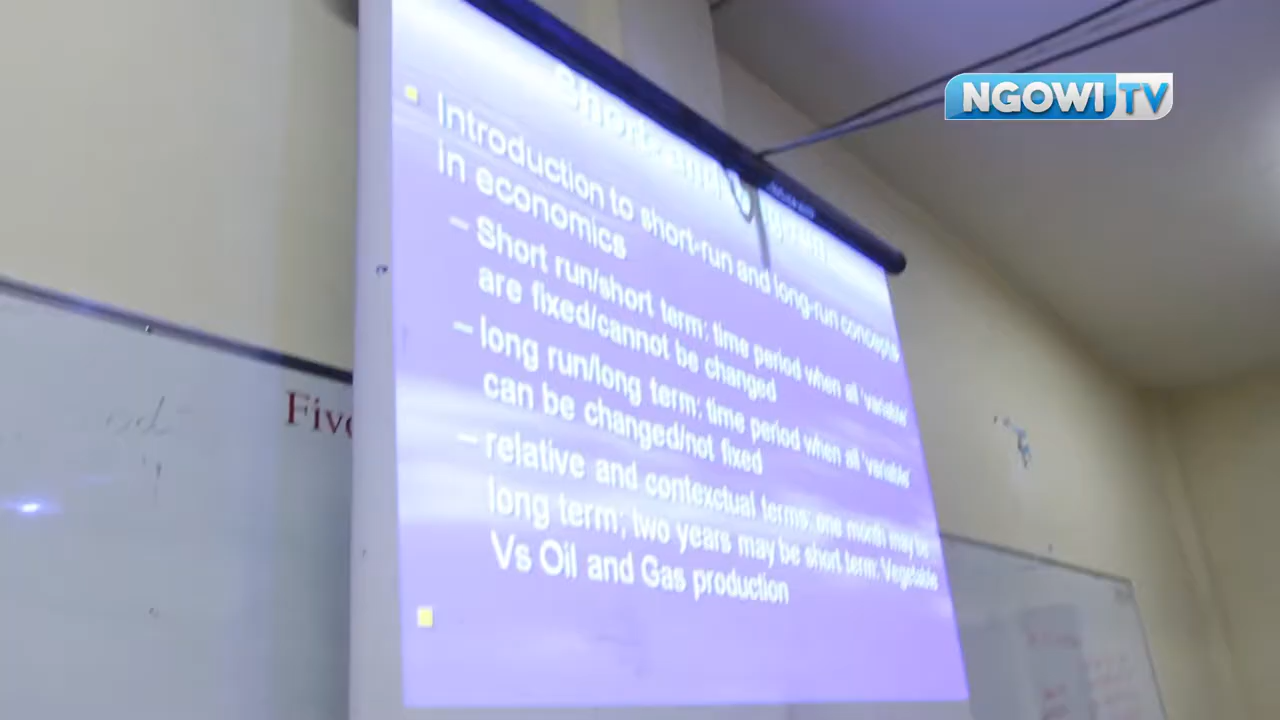 NGOWI TV
Introduction to short-run and long-run concepts
in economics
– Short run/short term: time period when all 'variable'
are fixed/cannot be changed
– long run/long term: time period when all 'variable'
can be changed/not fixed
– relative and contexctual terms: one month may be
long term; two years may be short term: Vegetable
Vs Oil and Gas production